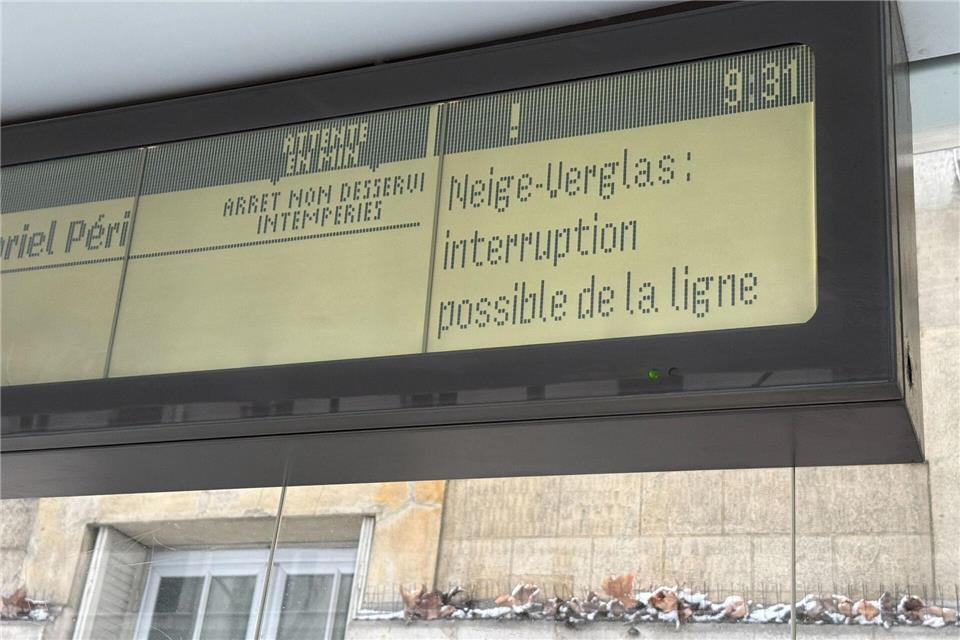 riel Péri
ATTENTE
EN MIN
ARRET NON DESSERVI
INTEMPERIES
!
9:31
Neige-Verglas :
interruption
possible de la ligne